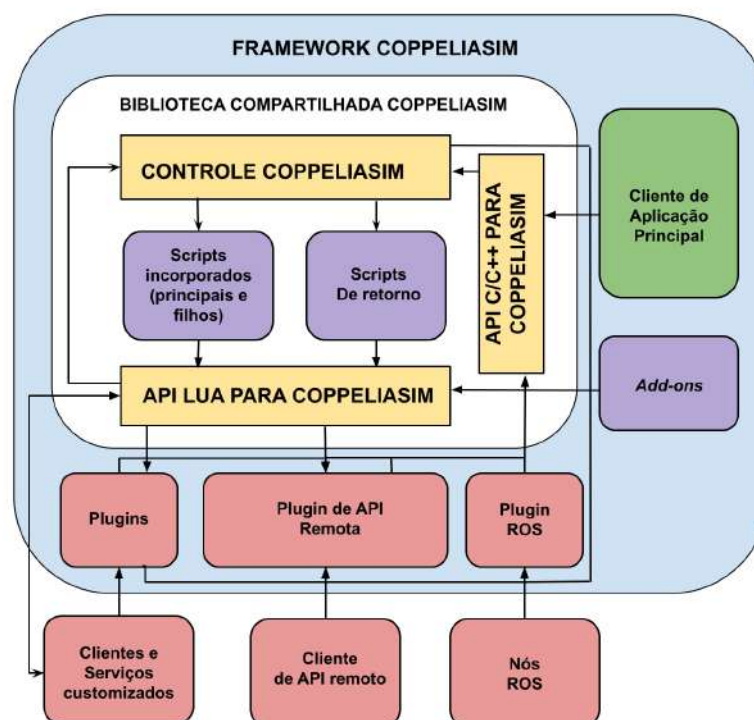 FRAMEWORK COPPELIASIM
BIBLIOTECA COMPARTILHADA COPPELIASIM
CONTROLE COPPELIASIM
API C/C++ PARA
COPPELIASIM
Cliente de
Aplicação
Principal
Scripts
incorporados
(principais e
filhos)
Scripts
De retorno
API LUA PARA COPPELIASIM
Add-ons
Plugins
Plugin de API
Remota
Plugin
ROS
Clientes e
Serviços
customizados
Cliente
de API remoto
Nós
ROS